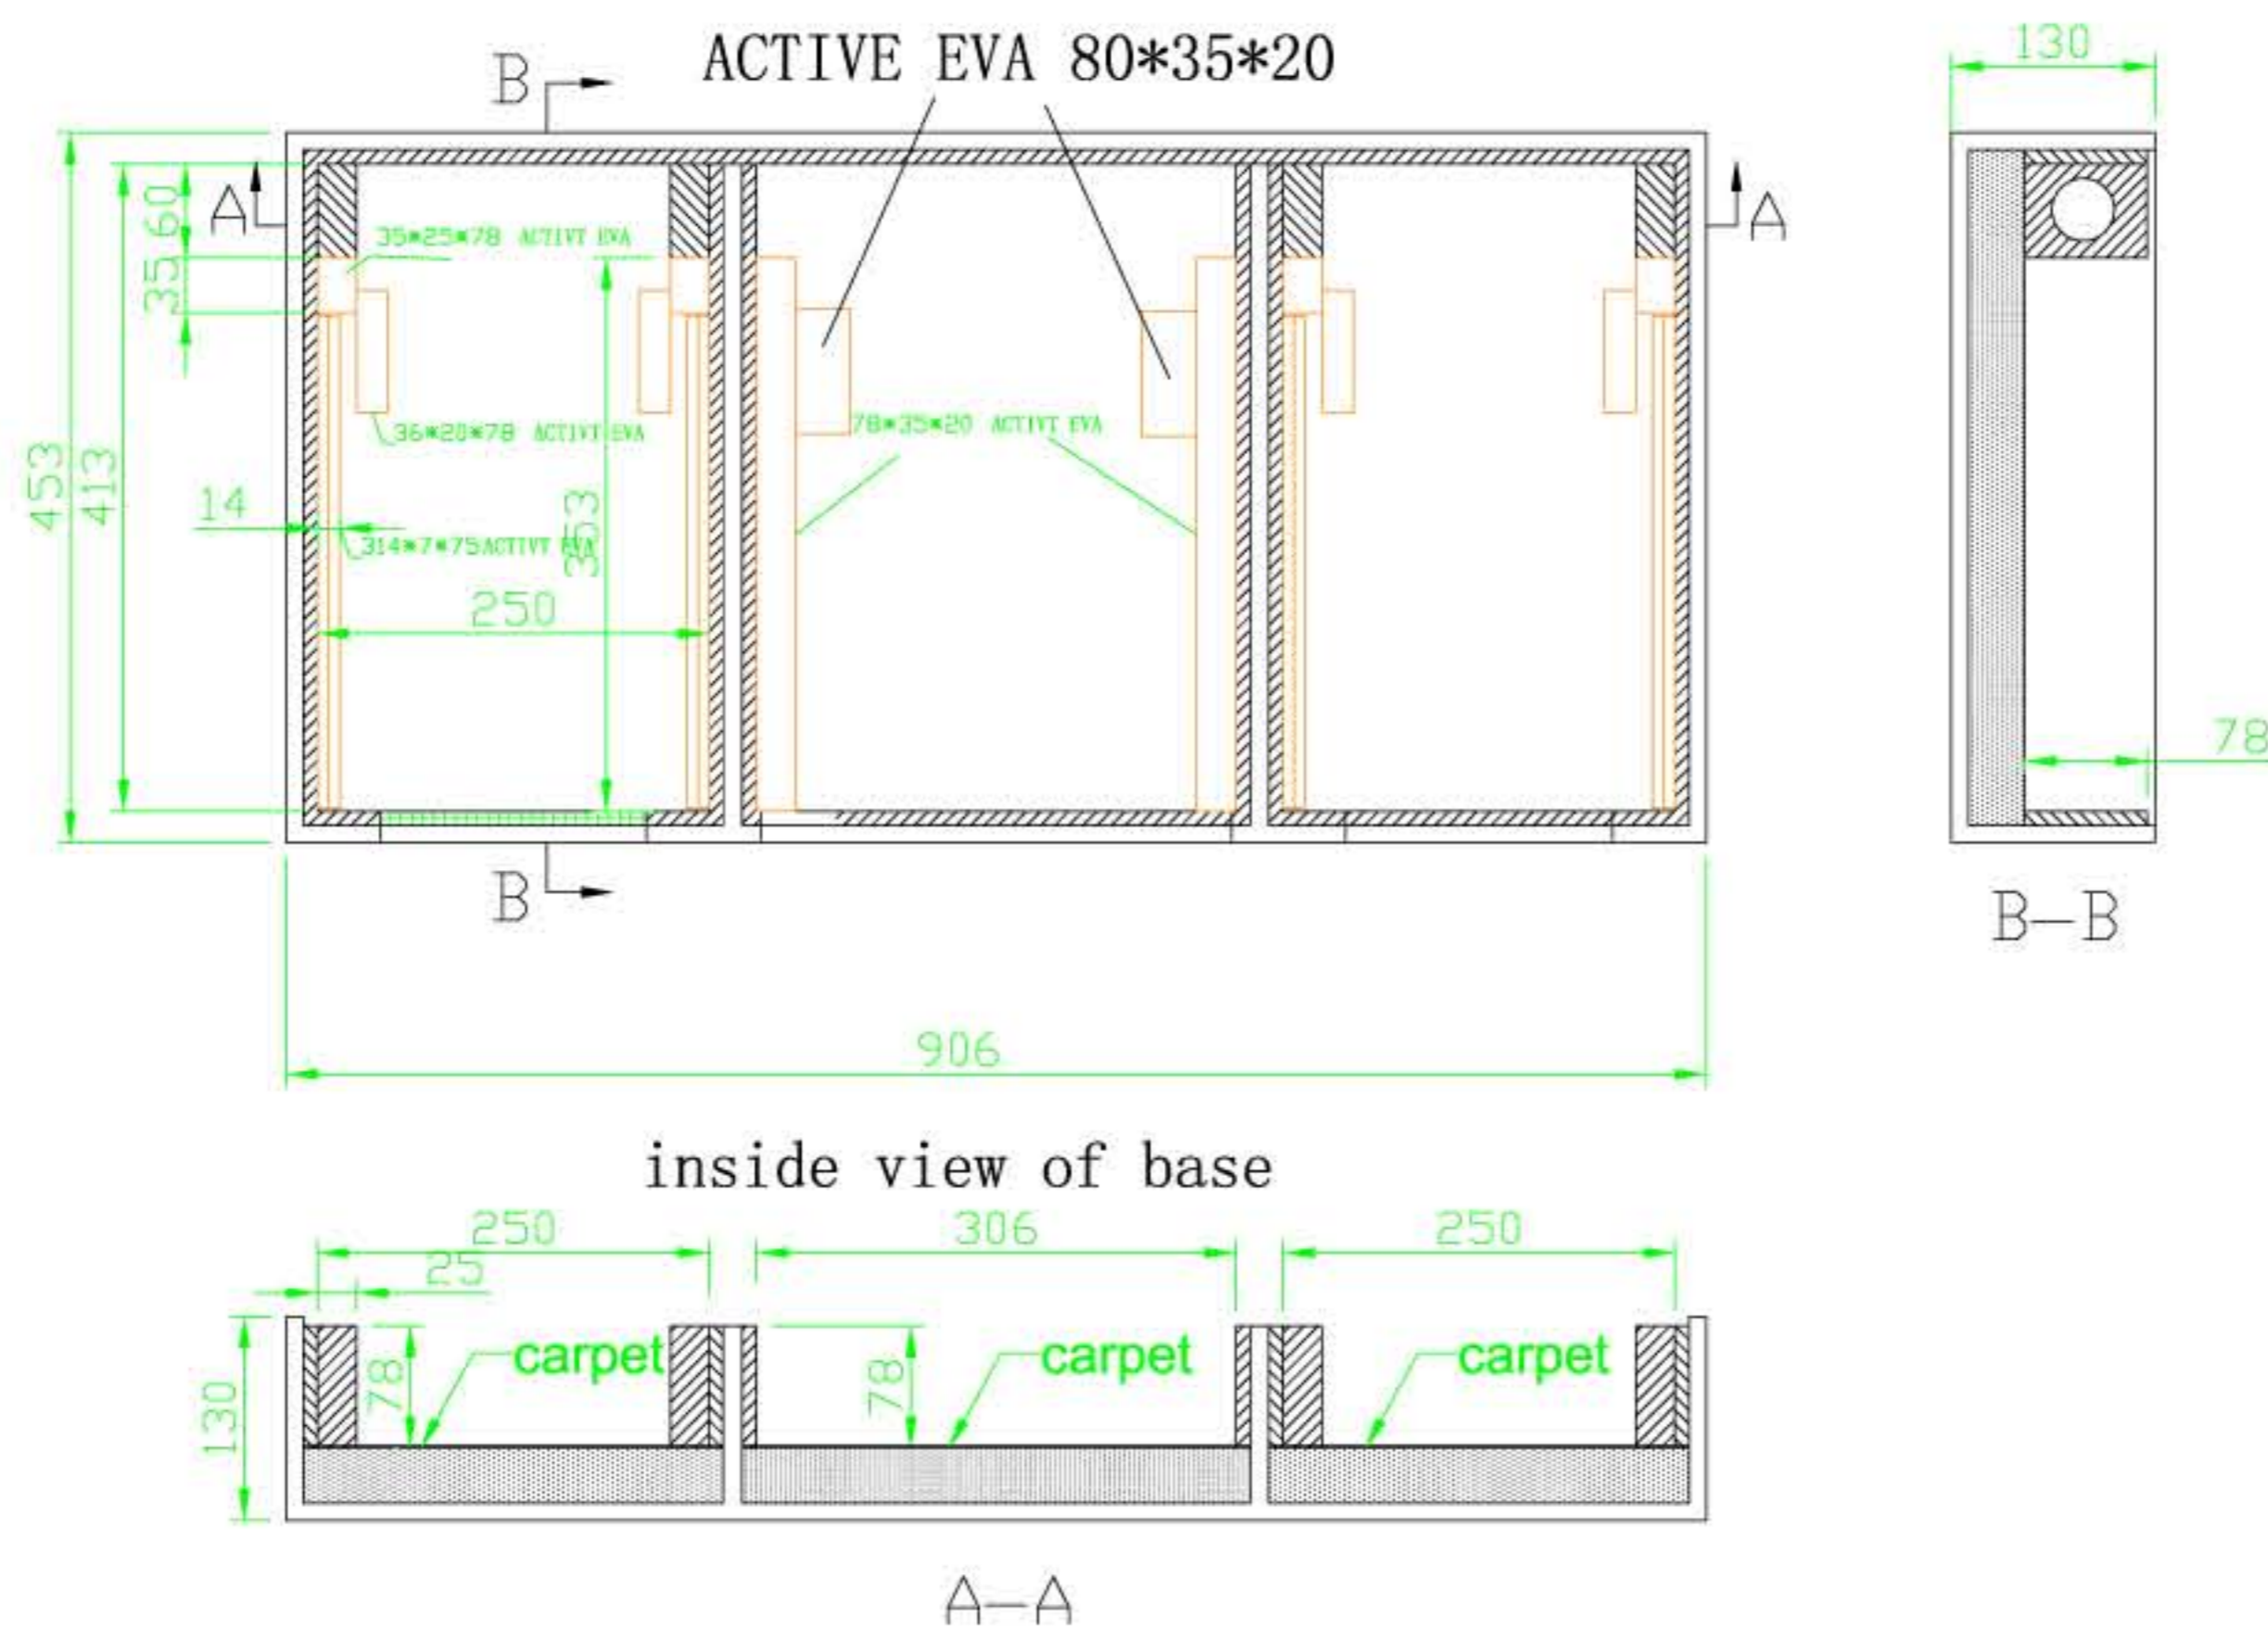 ACTIVE EVA 80*35*20
130
B
A
A
60
35*25*78 ACTIVT EVA
35
36*20*78 ACTIVT EVA
78*35*20 ACTIVT EVA
453
413
14
314*7*75ACTIVT EVA
353
250
78
B
B-B
906
inside view of base
250
306
250
25
carpet
carpet
carpet
78
78
130
A-A